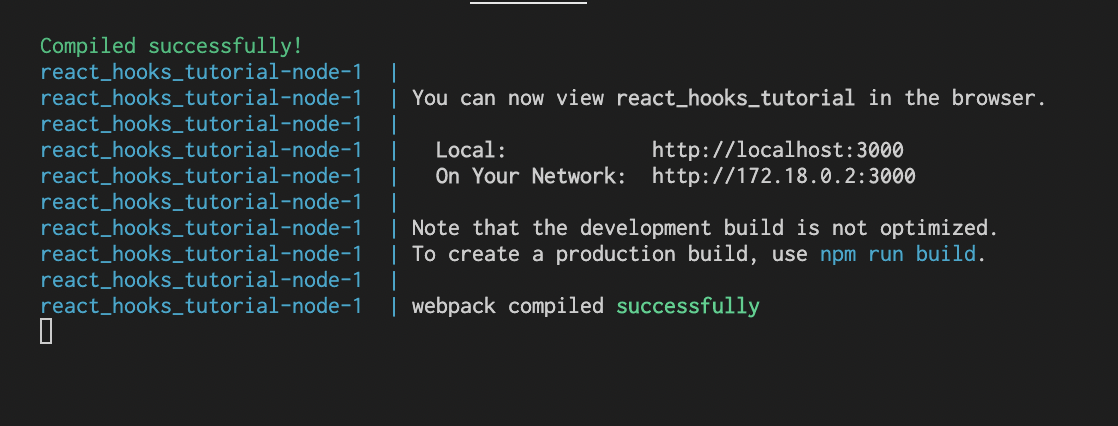 Compiled successfully!
react_hooks_tutorial-node-1  |
react_hooks_tutorial-node-1  | You can now view react_hooks_tutorial in the browser.
react_hooks_tutorial-node-1  |
react_hooks_tutorial-node-1  |   Local:            http://localhost:3000
react_hooks_tutorial-node-1  |   On Your Network:  http://172.18.0.2:3000
react_hooks_tutorial-node-1  |
react_hooks_tutorial-node-1  | Note that the development build is not optimized.
react_hooks_tutorial-node-1  | To create a production build, use npm run build.
react_hooks_tutorial-node-1  |
react_hooks_tutorial-node-1  | webpack compiled successfully